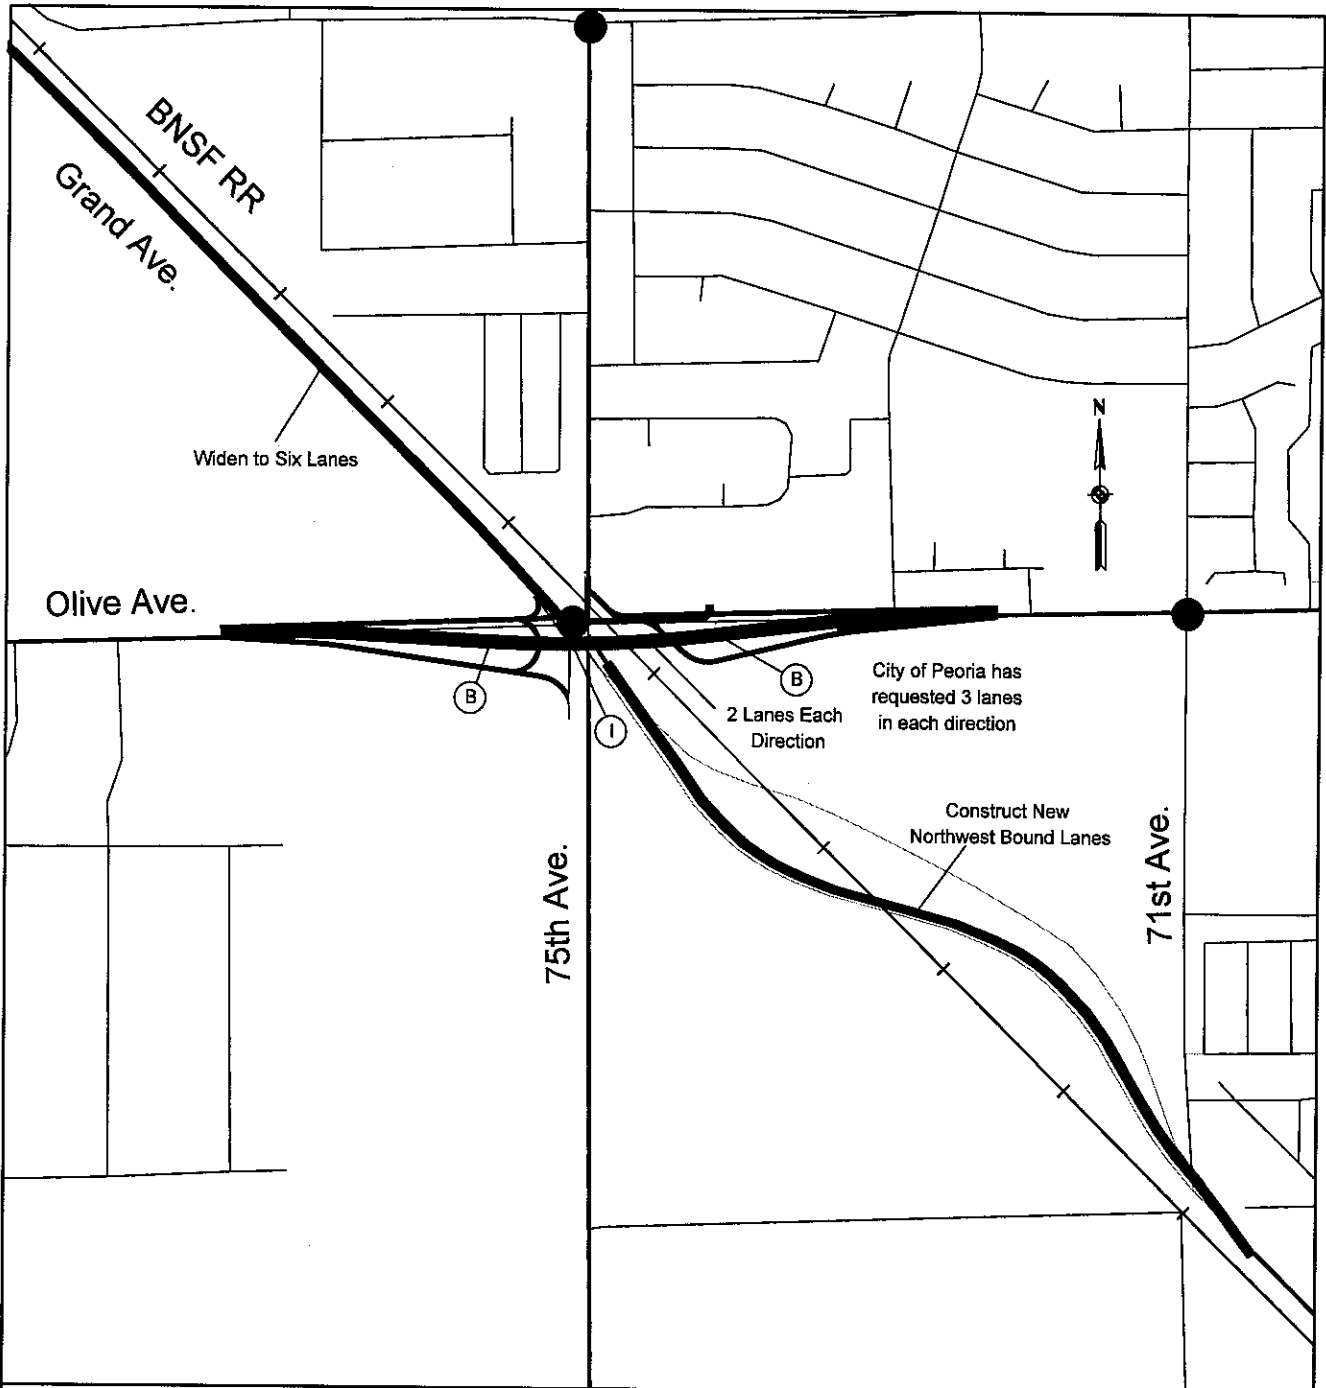 BNSF RR
Grand Ave.
N
Widen to Six Lanes
Olive Ave.
B
B
I
City of Peoria has
requested 3 lanes
in each direction
2 Lanes Each
Direction
Construct New
Northwest Bound Lanes
75th Ave.
71st Ave.